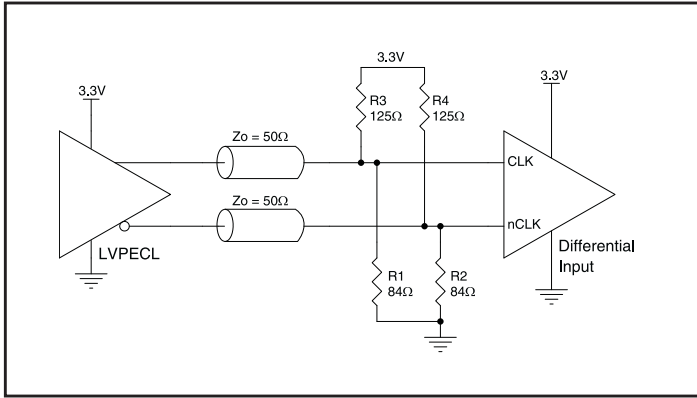 3.3V
3.3V
3.3V
R3
125Ω
R4
125Ω
Zo = 50Ω
CLK
Zo = 50Ω
nCLK
LVPECL
Differential
Input
R1
84Ω
R2
84Ω